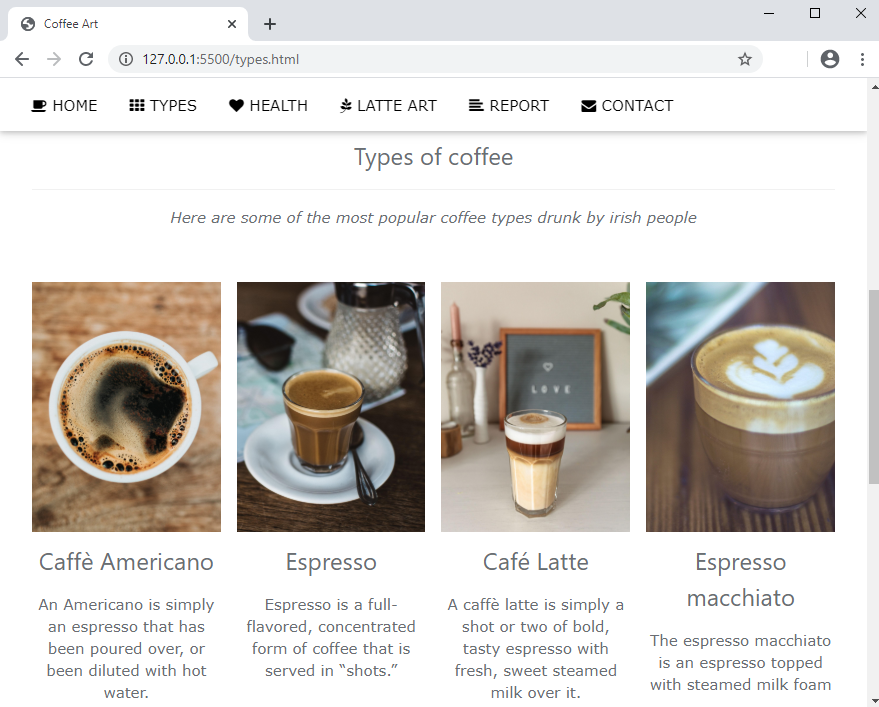 Coffee Art
127.0.0.1:5500/types.html
HOME TYPES HEALTH LATTE ART REPORT CONTACT
Types of coffee
Here are some of the most popular coffee types drunk by irish people
LOVE
Caffè Americano
An Americano is simply
an espresso that has
been poured over, or
been diluted with hot
water.
Espresso
Espresso is a full-
flavored, concentrated
form of coffee that is
served in “shots.”
Café Latte
A caffè latte is simply a
shot or two of bold,
tasty espresso with
fresh, sweet steamed
milk over it.
Espresso
macchiato
The espresso macchiato
is an espresso topped
with steamed milk foam